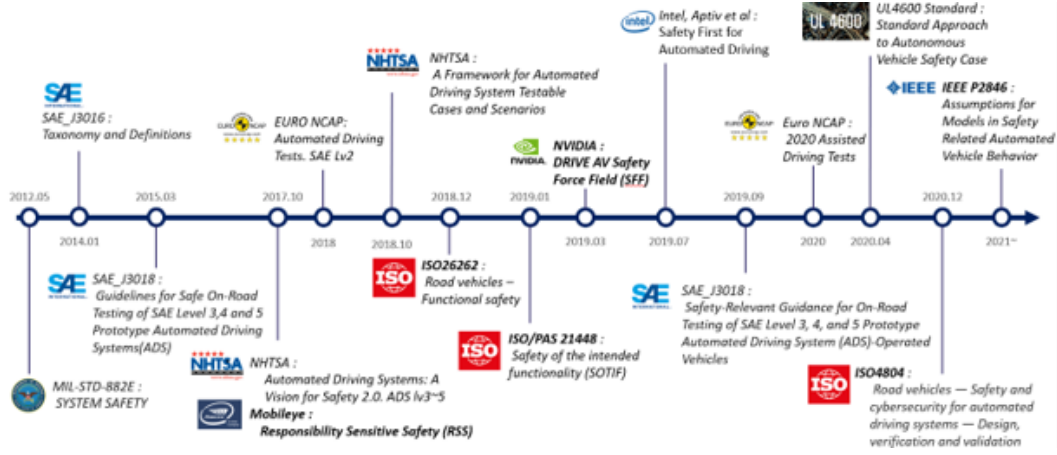 intel
Intel, Aptiv et al :
Safety First for
Automated Driving
UL 4600
UL4600 Standard :
Standard Approach
to Autonomous
Vehicle Safety Case
NHTSA
NHTSA :
A Framework for Automated
Driving System Testable
Cases and Scenarios
SAE
INTERNATIONAL
SAE_J3016 :
Taxonomy and Definitions
EURO NCAP
EURO NCAP:
Automated Driving
Tests. SAE Lv2
NVIDIA
NVIDIA :
DRIVE AV Safety
Force Field (SFF)
EURO NCAP
Euro NCAP :
2020 Assisted
Driving Tests
IEEE
IEEE P2846 :
Assumptions for
Models in Safety
Related Automated
Vehicle Behavior
2012.05
2015.03
2017.10
2018.12
2019.01
2019.09
2020.12
2014.01
2018
2018.10
2019.03
2019.07
2020
2020.04
2021~
SAE
INTERNATIONAL
SAE_J3018 :
Guidelines for Safe On-Road
Testing of SAE Level 3,4 and 5
Prototype Automated Driving
Systems(ADS)
ISO
ISO26262 :
Road vehicles –
Functional safety
ISO
ISO/PAS 21448 :
Safety of the intended
functionality (SOTIF)
SAE
INTERNATIONAL
SAE_J3018 :
Safety-Relevant Guidance for On-Road
Testing of SAE Level 3, 4, and 5 Prototype
Automated Driving System (ADS)-Operated
Vehicles
MIL-STD-882E :
SYSTEM SAFETY
NHTSA
NHTSA :
Automated Driving Systems: A
Vision for Safety 2.0. ADS lv3~5
Mobileye :
Responsibility Sensitive Safety (RSS)
ISO
ISO4804 :
Road vehicles — Safety and
cybersecurity for automated
driving systems — Design,
verification and validation